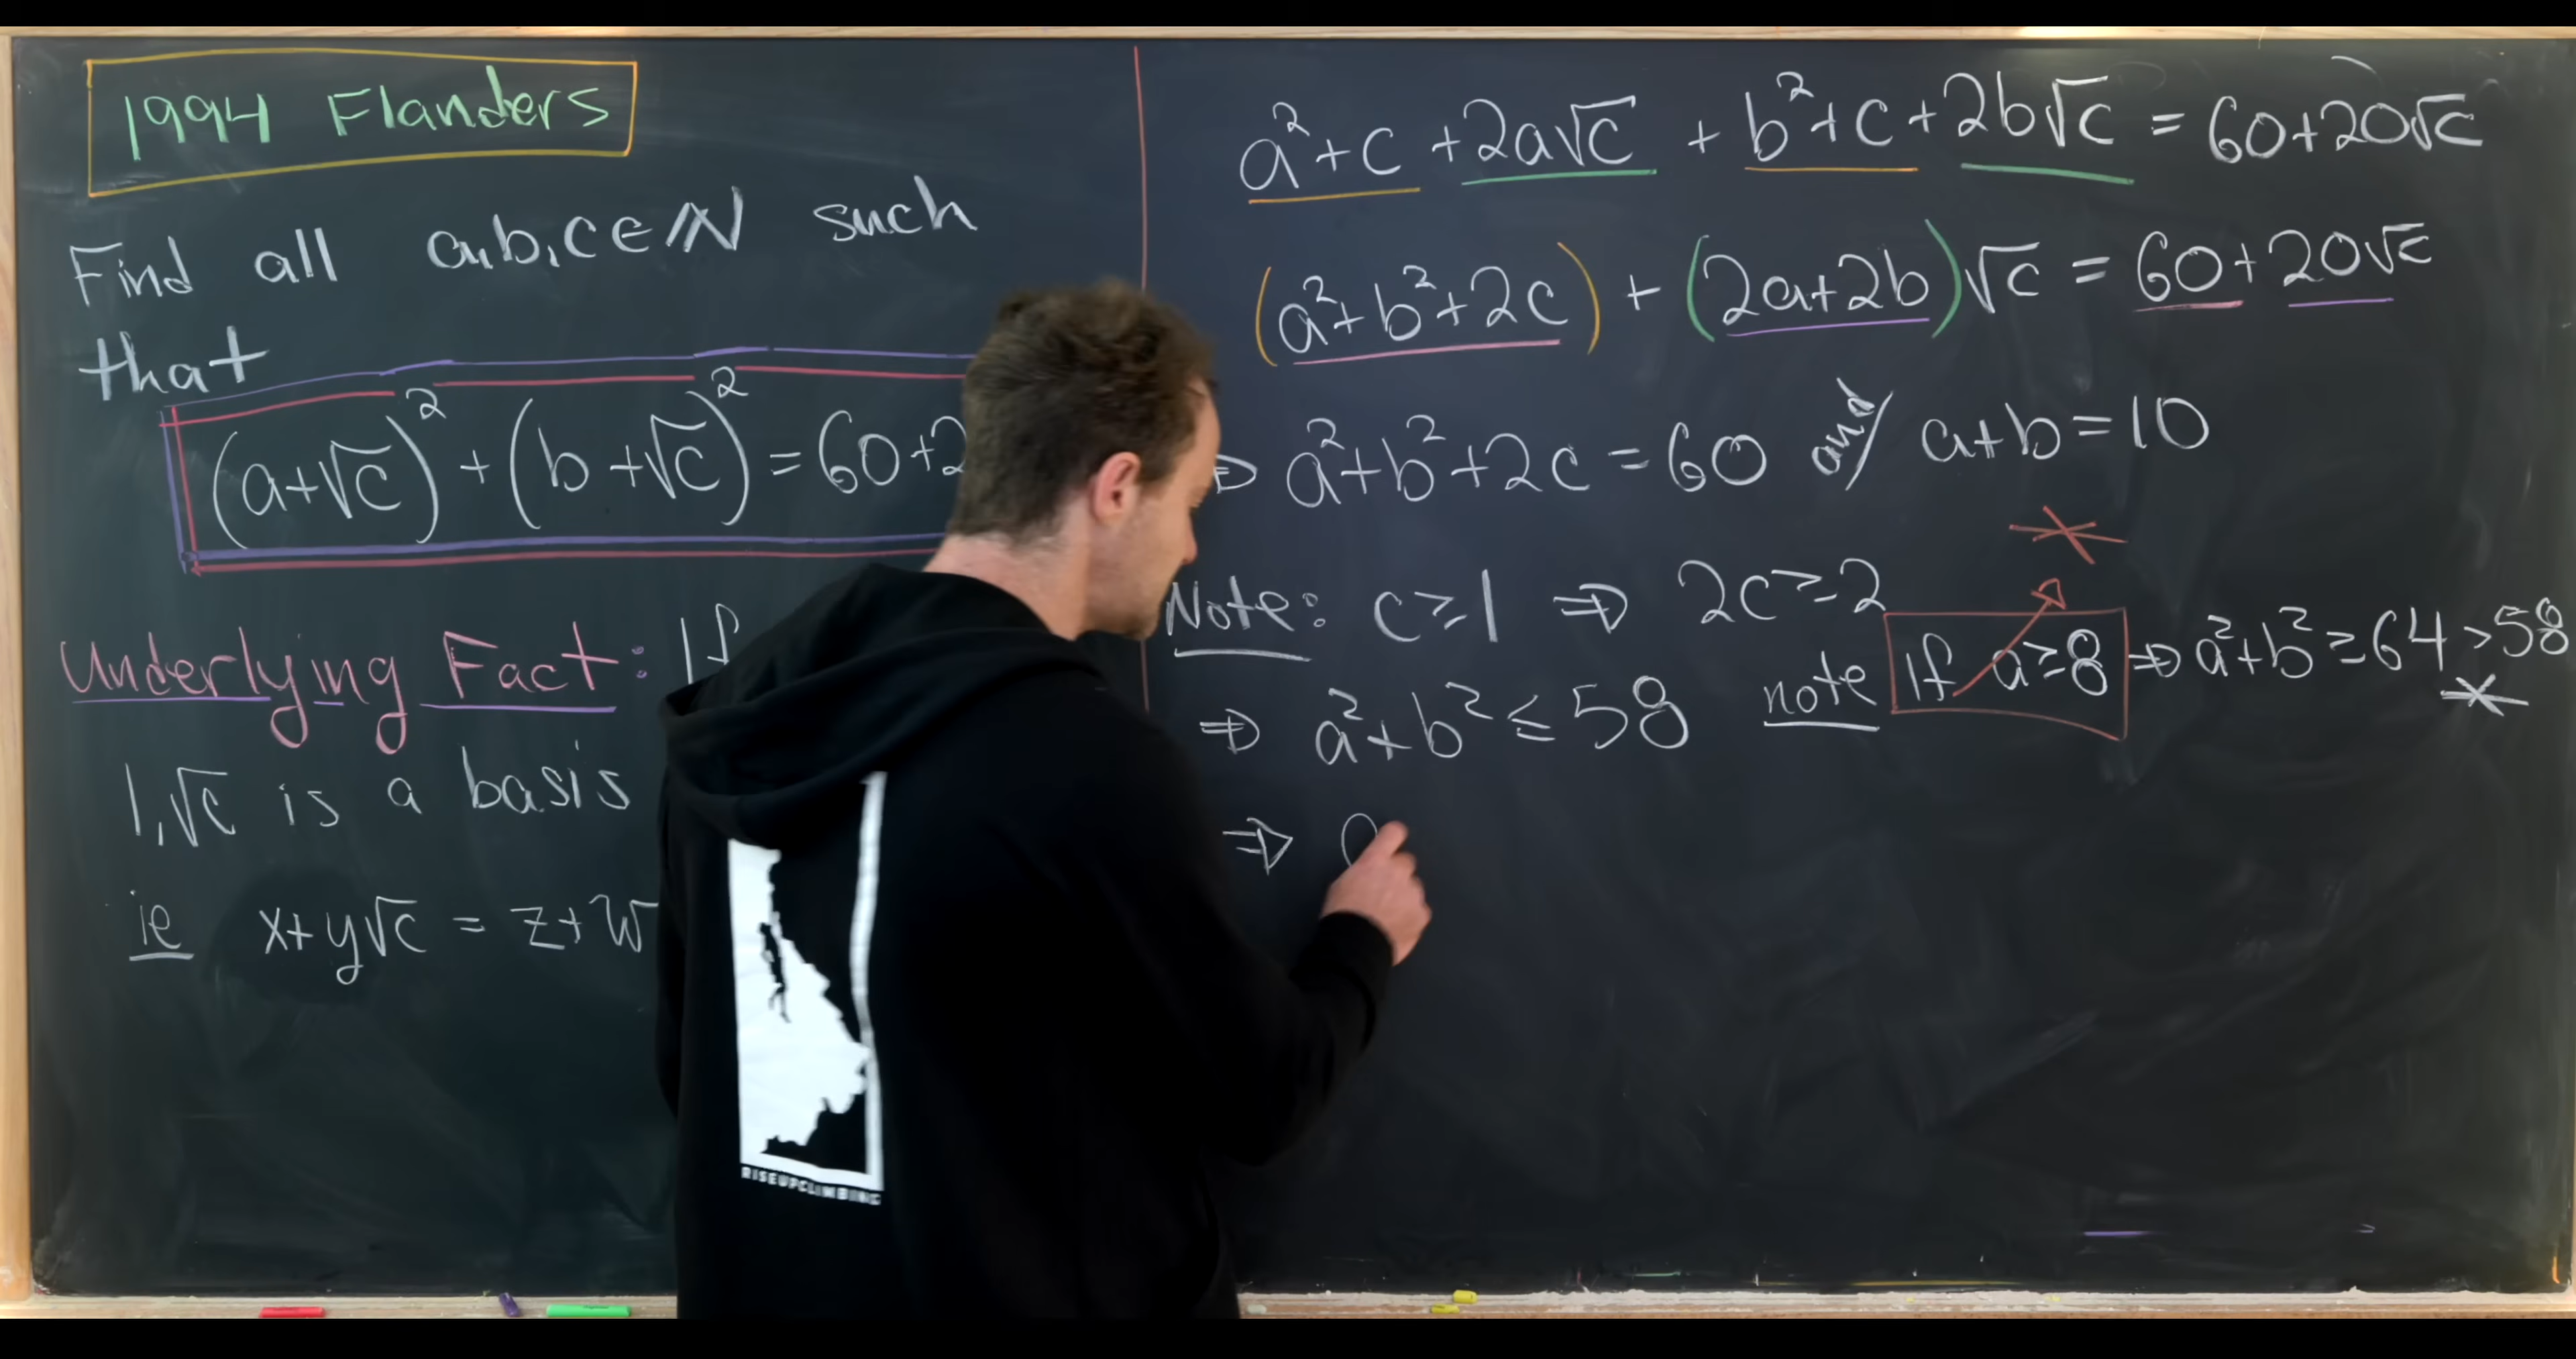 1994 Flanders
Find all a,b,c∈ℕ such
that
(a+√c)² + (b+√c)² = 60+2
Underlying Fact: If
1,√c is a basis
ie x+y√c = z+w
a²+c +2a√c + b²+c+2b√c = 60+20√c
(a²+b²+2c) + (2a+2b)√c = 60+20√c
⇒ a²+b²+2c = 60 and a+b=10
Note: c≥1 ⇒ 2c≥2
⇒ a²+b² ≤ 58 note If a≥8 ⇒ a²+b² ≥ 64 > 58
⇒
RISEUPCLIMBING